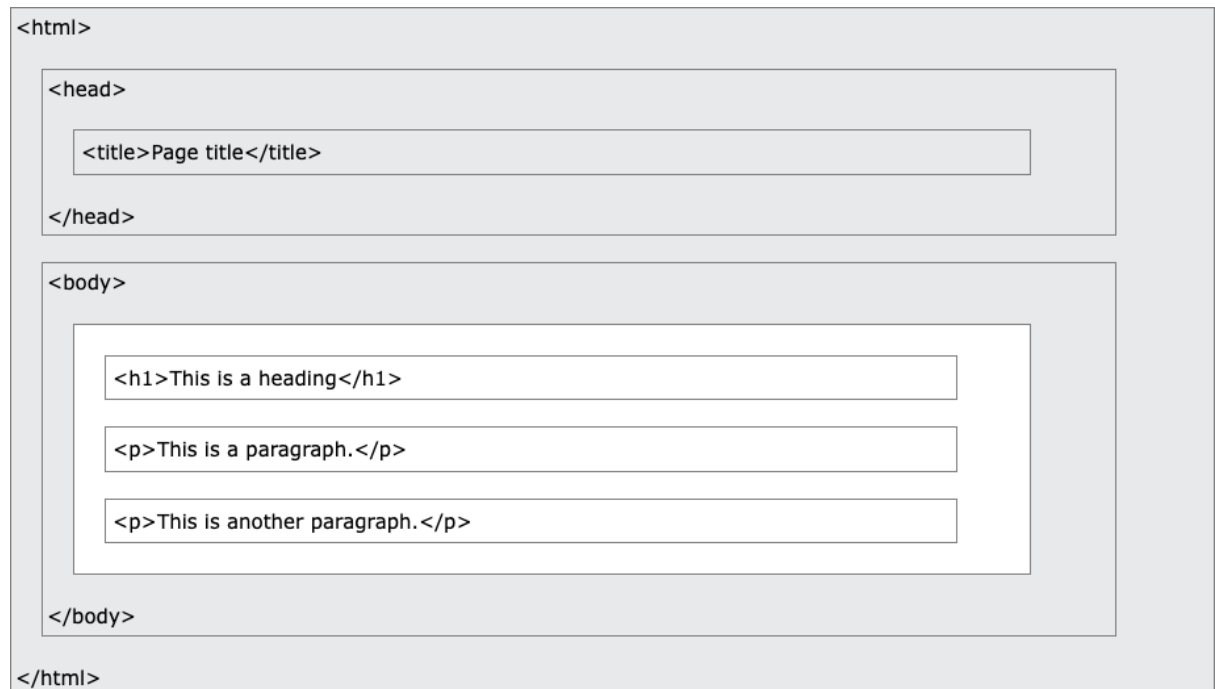 <html>
<head>
<title>Page title</title>
</head>
<body>
<h1>This is a heading</h1>
<p>This is a paragraph.</p>
<p>This is another paragraph.</p>
</body>
</html>